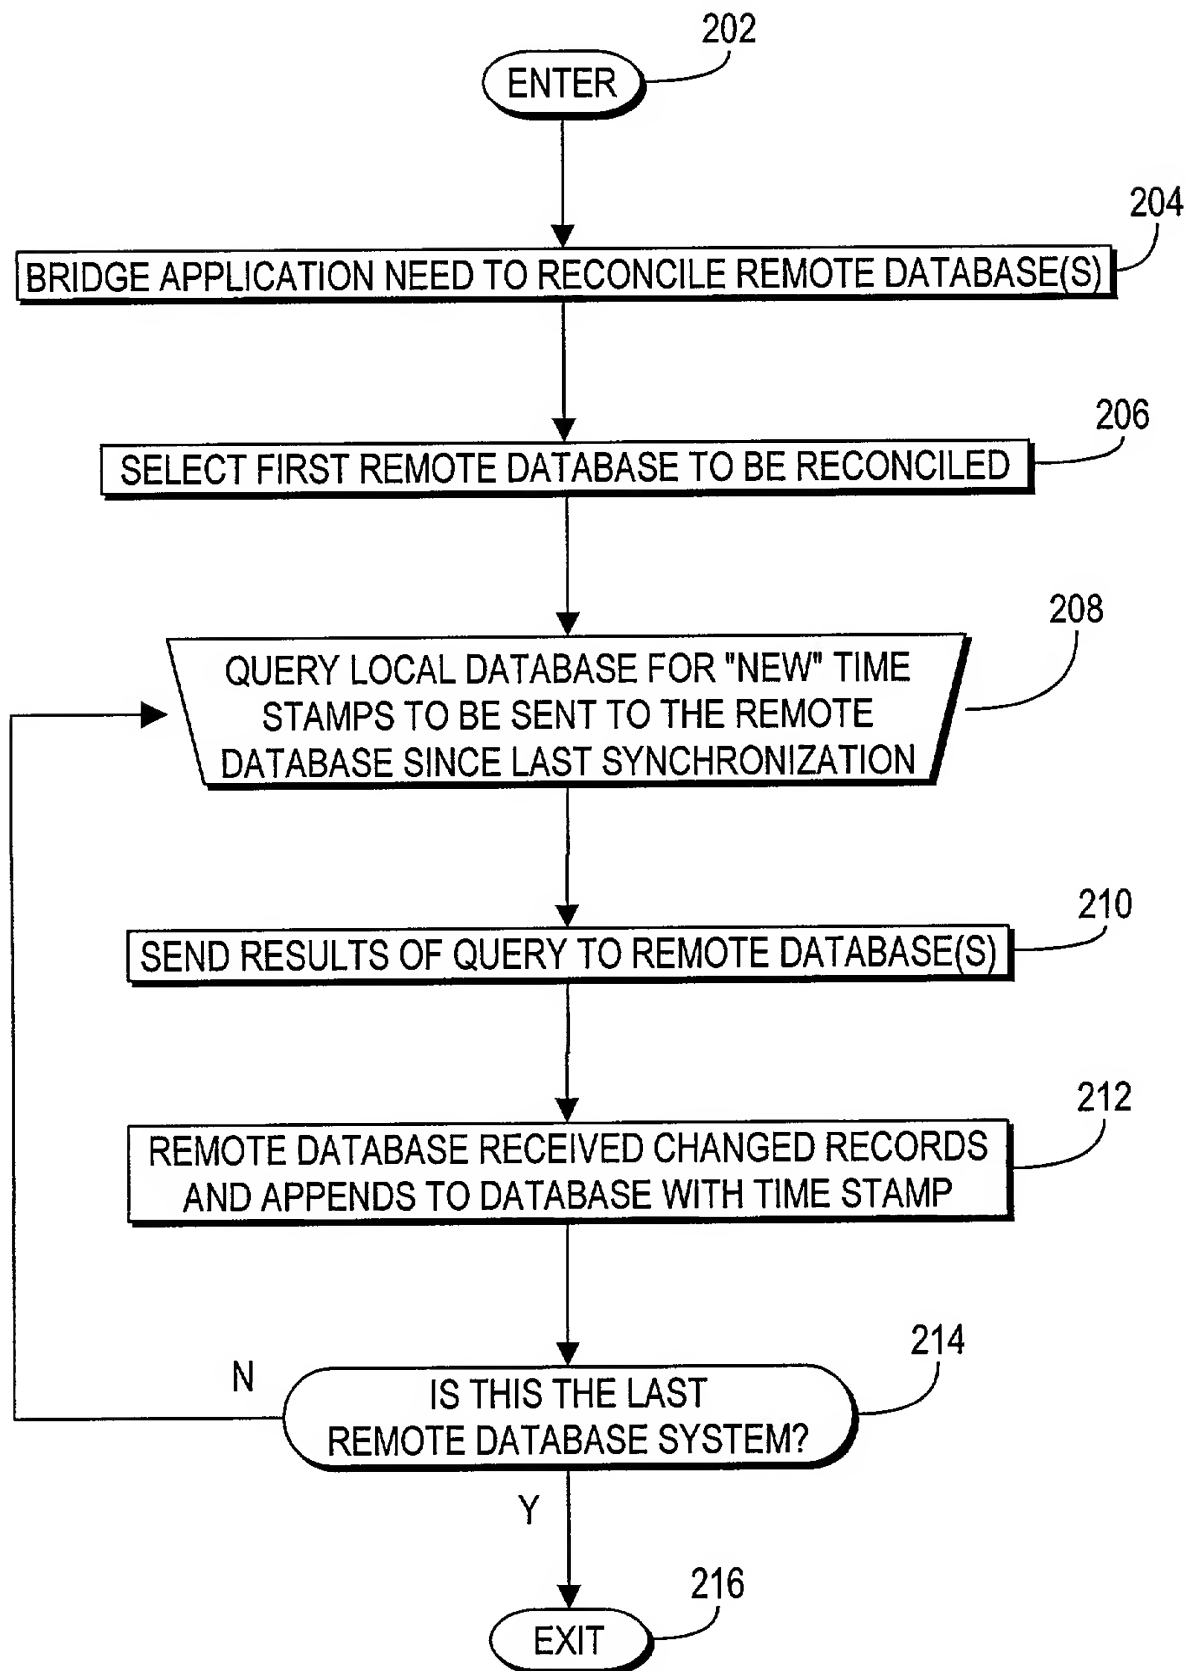 202
ENTER
204
BRIDGE APPLICATION NEED TO RECONCILE REMOTE DATABASE(S)
206
SELECT FIRST REMOTE DATABASE TO BE RECONCILED
208
QUERY LOCAL DATABASE FOR "NEW" TIME
STAMPS TO BE SENT TO THE REMOTE
DATABASE SINCE LAST SYNCHRONIZATION
210
SEND RESULTS OF QUERY TO REMOTE DATABASE(S)
212
REMOTE DATABASE RECEIVED CHANGED RECORDS
AND APPENDS TO DATABASE WITH TIME STAMP
214
N
IS THIS THE LAST
REMOTE DATABASE SYSTEM?
Y
216
EXIT